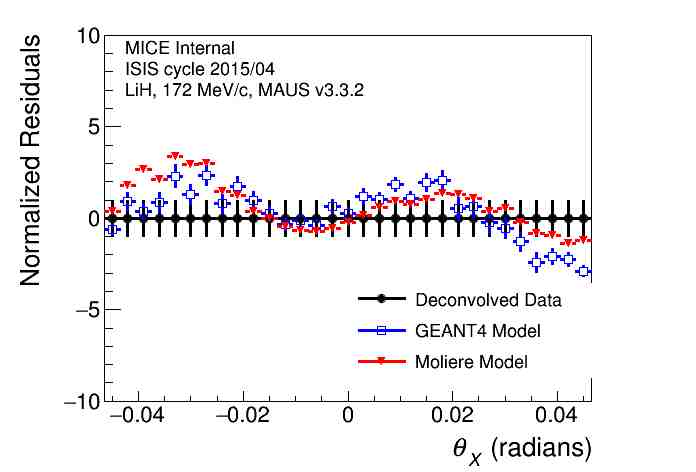 Normalized Residuals
10
5
0
−5
−10
MICE Internal
ISIS cycle 2015/04
LiH, 172 MeV/c, MAUS v3.3.2
Deconvolved Data
GEANT4 Model
Moliere Model
−0.04 −0.02 0 0.02 0.04
θX (radians)